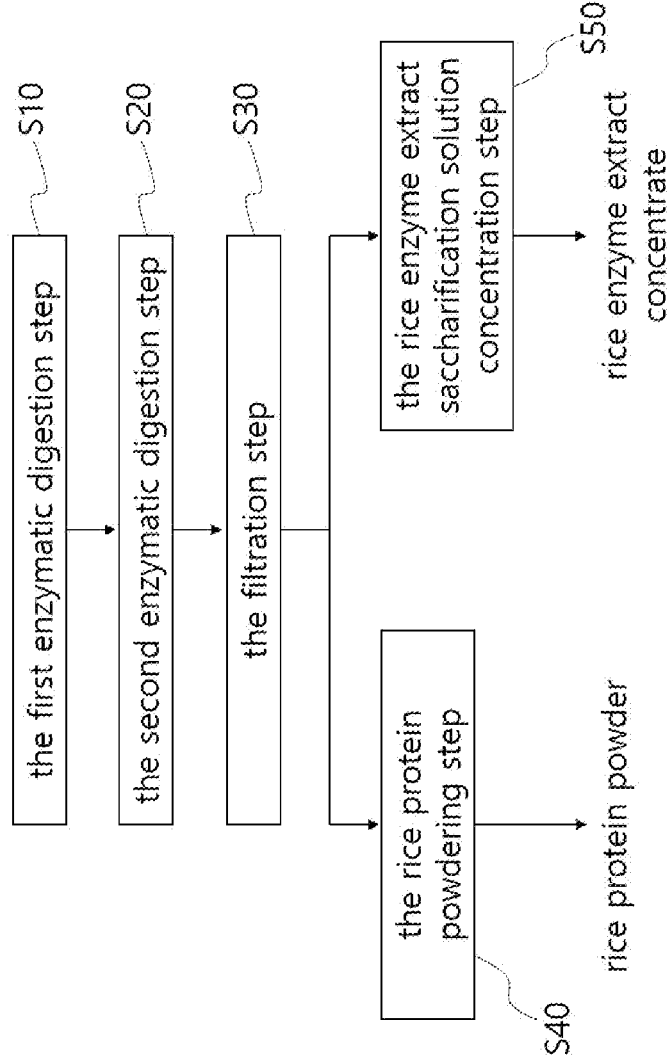 the first enzymatic digestion step
S10
the second enzymatic digestion step
S20
the filtration step
S30
the rice protein
powdering step
S40
the rice enzyme extract
saccharification solution
concentration step
S50
rice protein powder
rice enzyme extract
concentrate